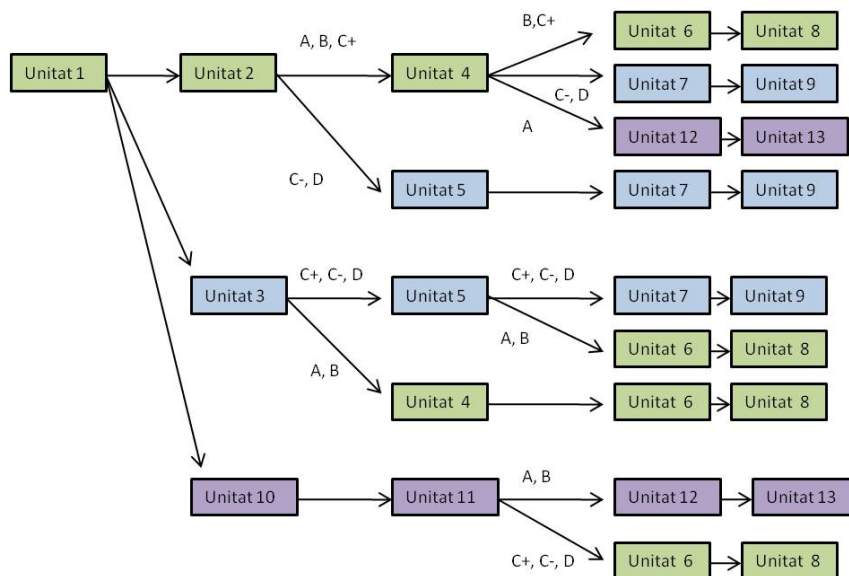 B,C+
A, B, C+
Unitat 6
Unitat 8
Unitat 1
Unitat 2
Unitat 4
Unitat 7
Unitat 9
C-, D
A
Unitat 12
Unitat 13
C-, D
Unitat 5
Unitat 7
Unitat 9
C+, C-, D
C+, C-, D
Unitat 3
Unitat 5
Unitat 7
Unitat 9
A, B
Unitat 6
Unitat 8
A, B
Unitat 4
Unitat 6
Unitat 8
A, B
Unitat 10
Unitat 11
Unitat 12
Unitat 13
C+, C-, D
Unitat 6
Unitat 8